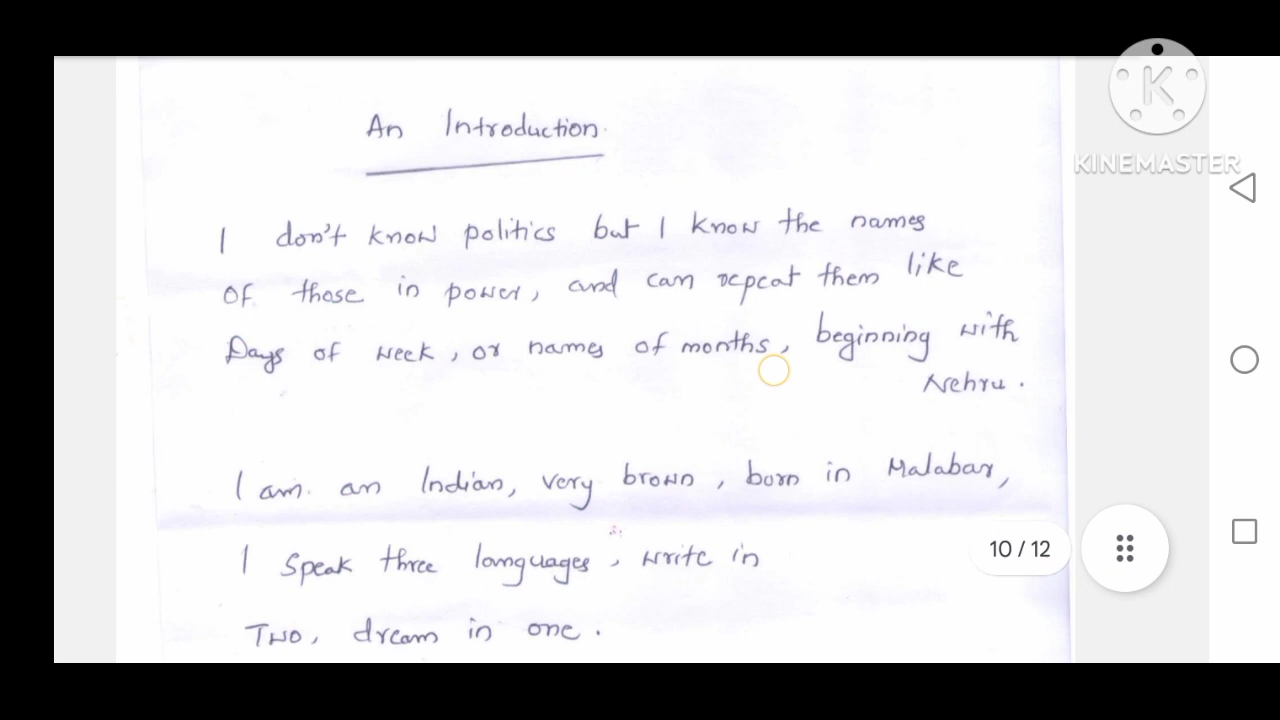 An Introduction.
I don't know politics but I know the names
Of those in power, and can repeat them like
Days of week, or names of months, beginning with
Nehru.
I am an Indian, very brown, born in Malabar,
I speak three languages, write in
Two, dream in one.
10 / 12
K
KINEMASTER